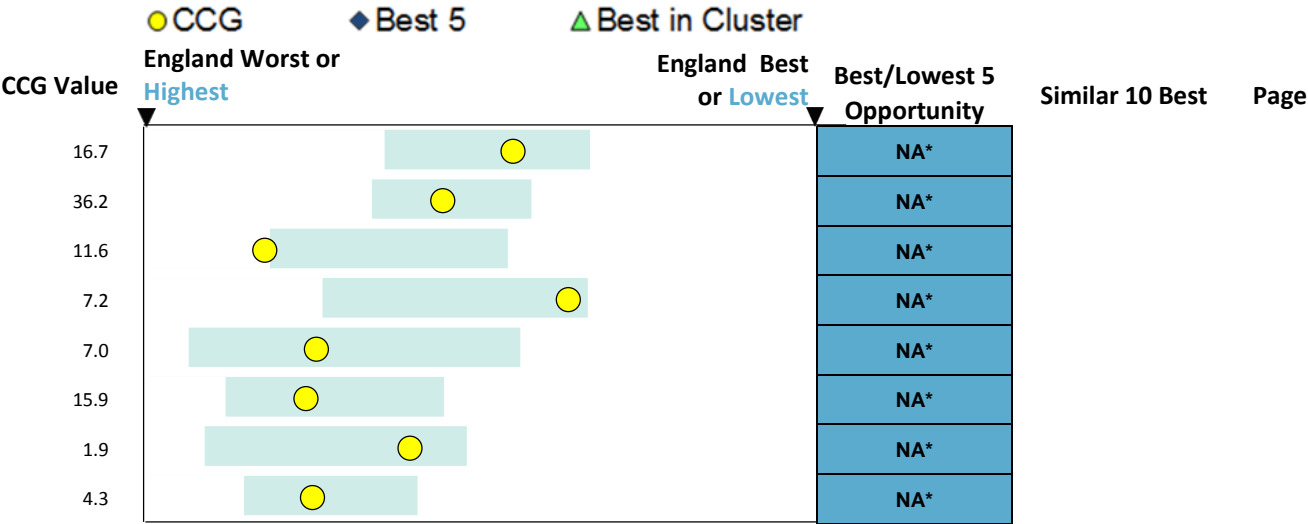 CCG Best 5 Best in Cluster
CCG Value England Worst or Highest England Best or Lowest Best/Lowest 5 Opportunity Similar 10 Best Page
16.7 NA*
36.2 NA*
11.6 NA*
7.2 NA*
7.0 NA*
15.9 NA*
1.9 NA*
4.3 NA*